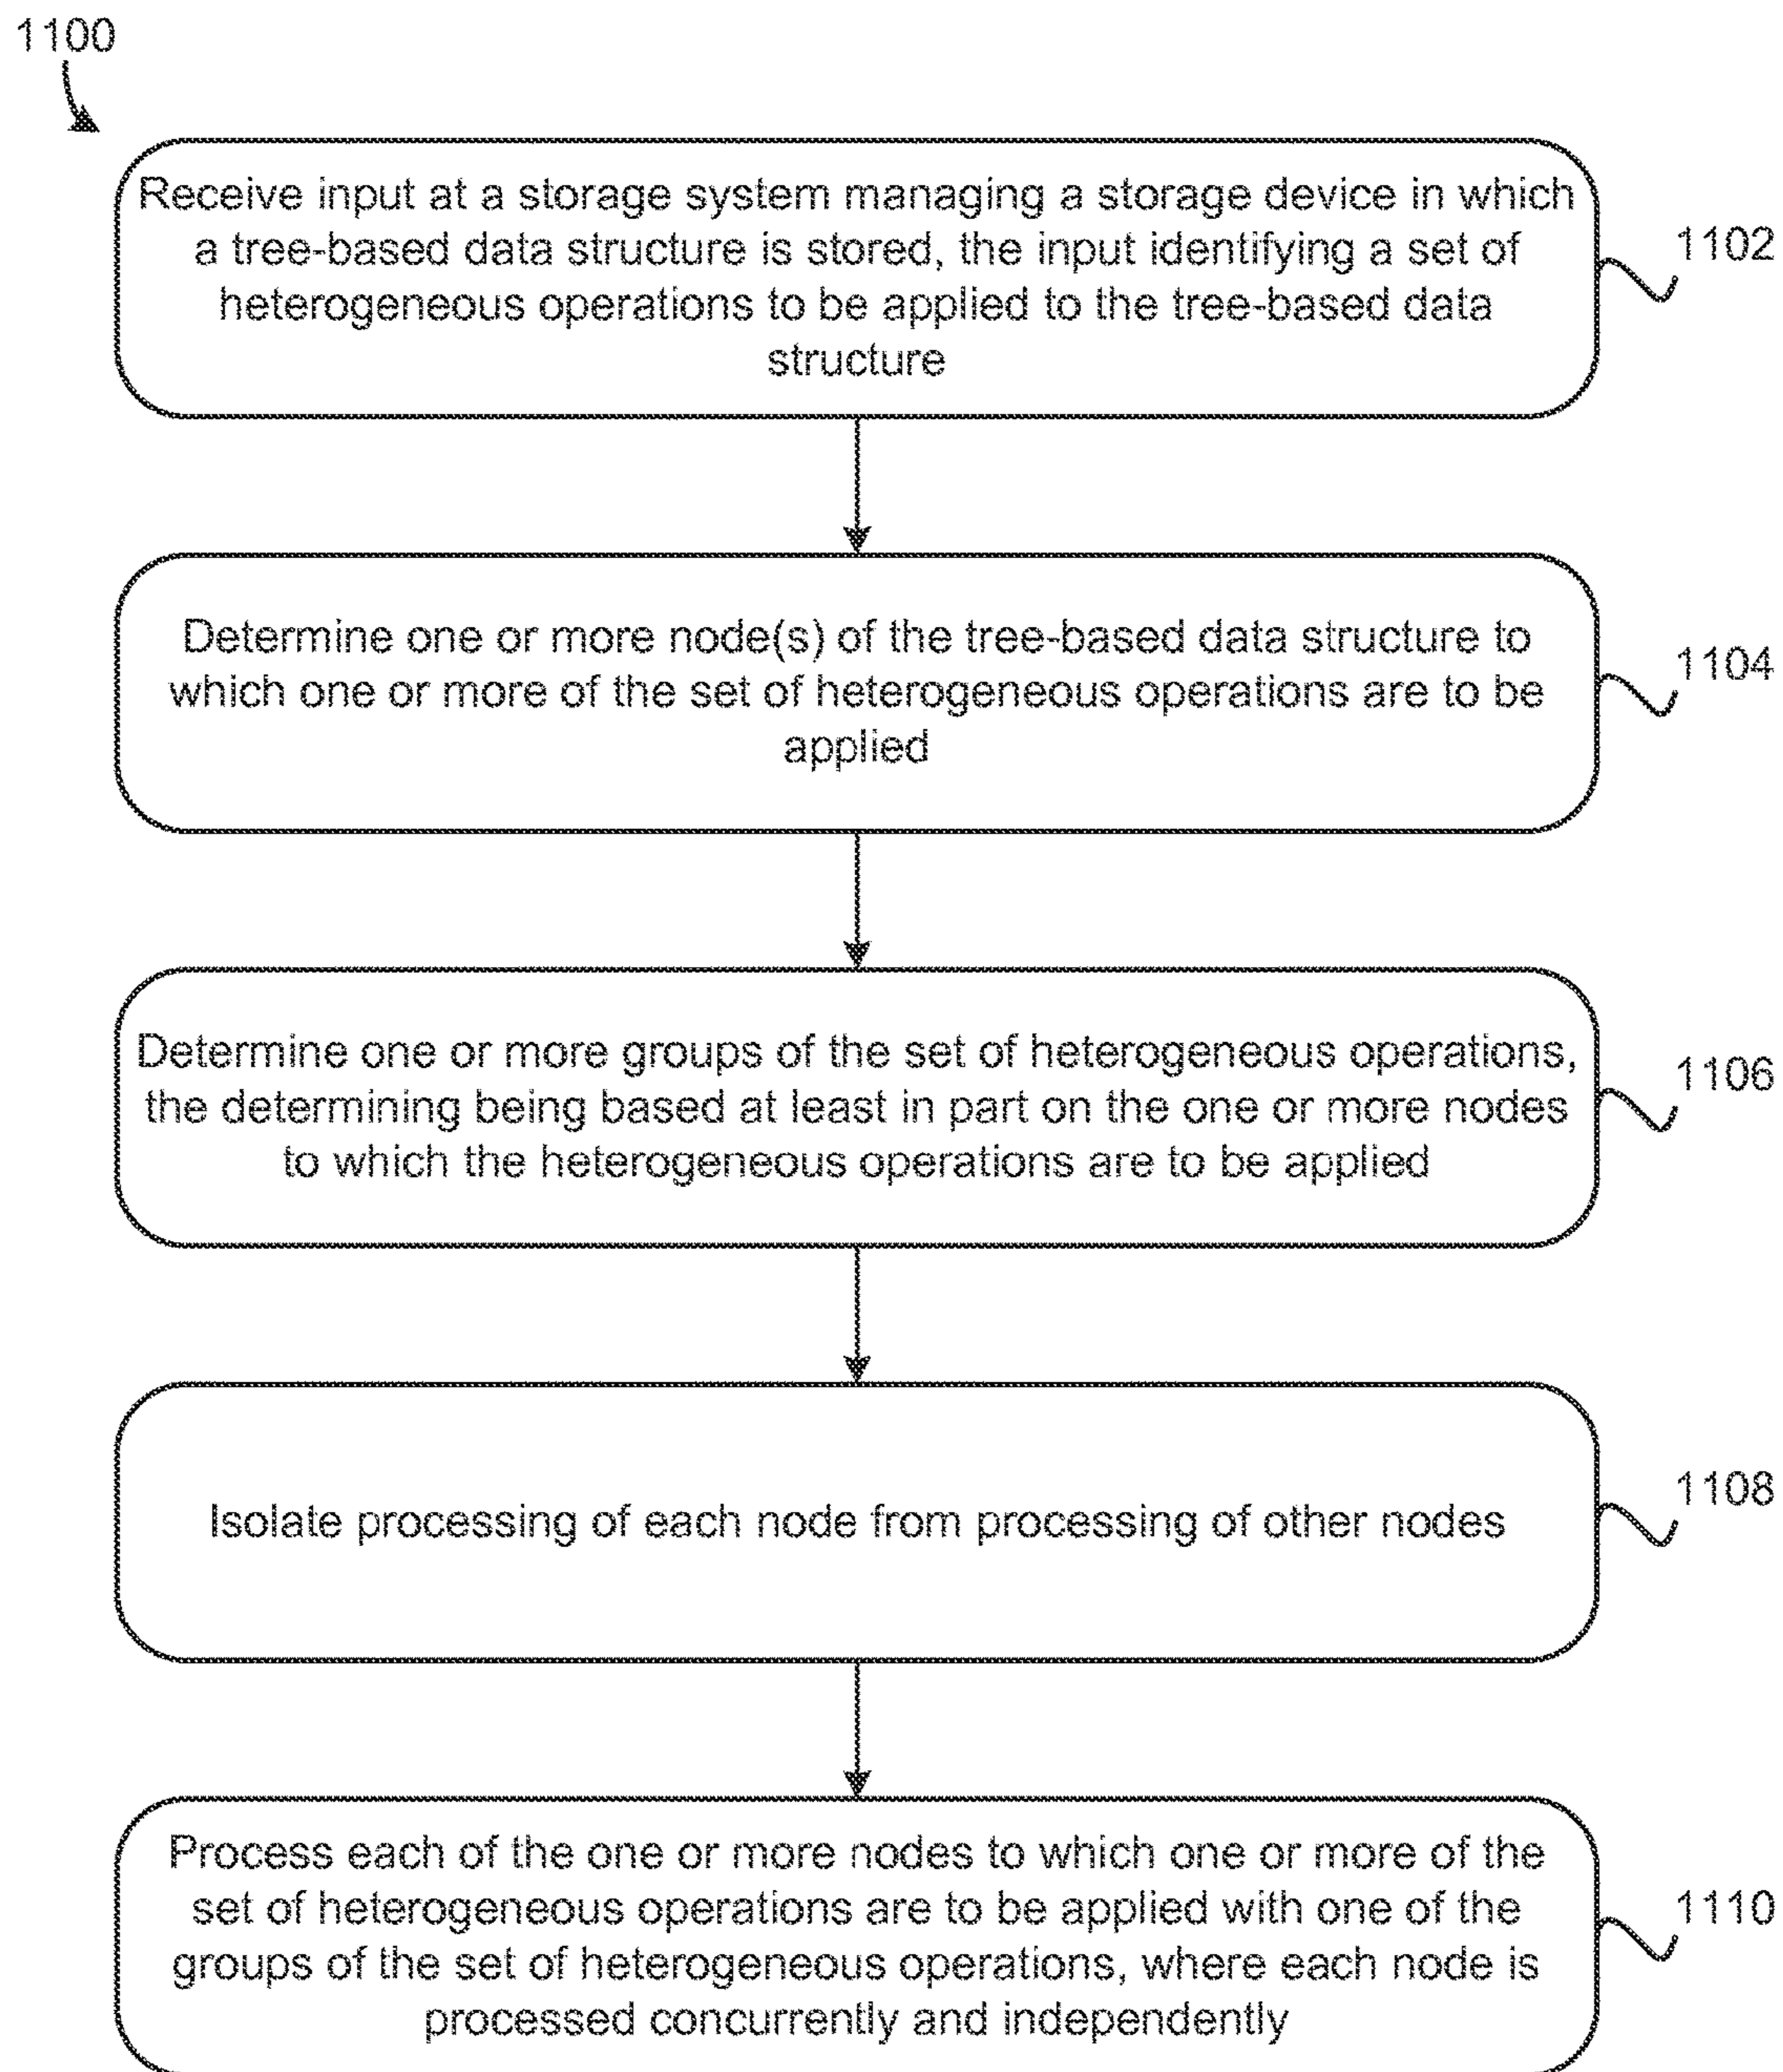 1100
Receive input at a storage system managing a storage device in which
a tree-based data structure is stored, the input identifying a set of
heterogeneous operations to be applied to the tree-based data
structure
1102
Determine one or more node(s) of the tree-based data structure to
which one or more of the set of heterogeneous operations are to be
applied
1104
Determine one or more groups of the set of heterogeneous operations,
the determining being based at least in part on the one or more nodes
to which the heterogeneous operations are to be applied
1106
Isolate processing of each node from processing of other nodes
1108
Process each of the one or more nodes to which one or more of the
set of heterogeneous operations are to be applied with one of the
groups of the set of heterogeneous operations, where each node is
processed concurrently and independently
1110